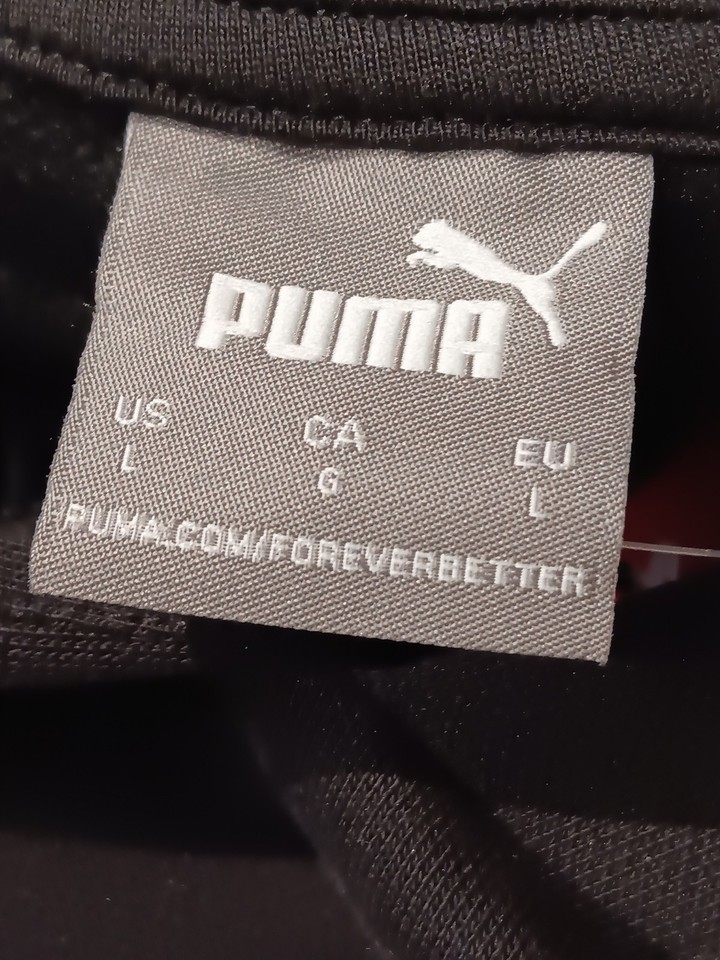 PUMA
US CA EU
L G L
PUMA.COM/FOREVERBETTER